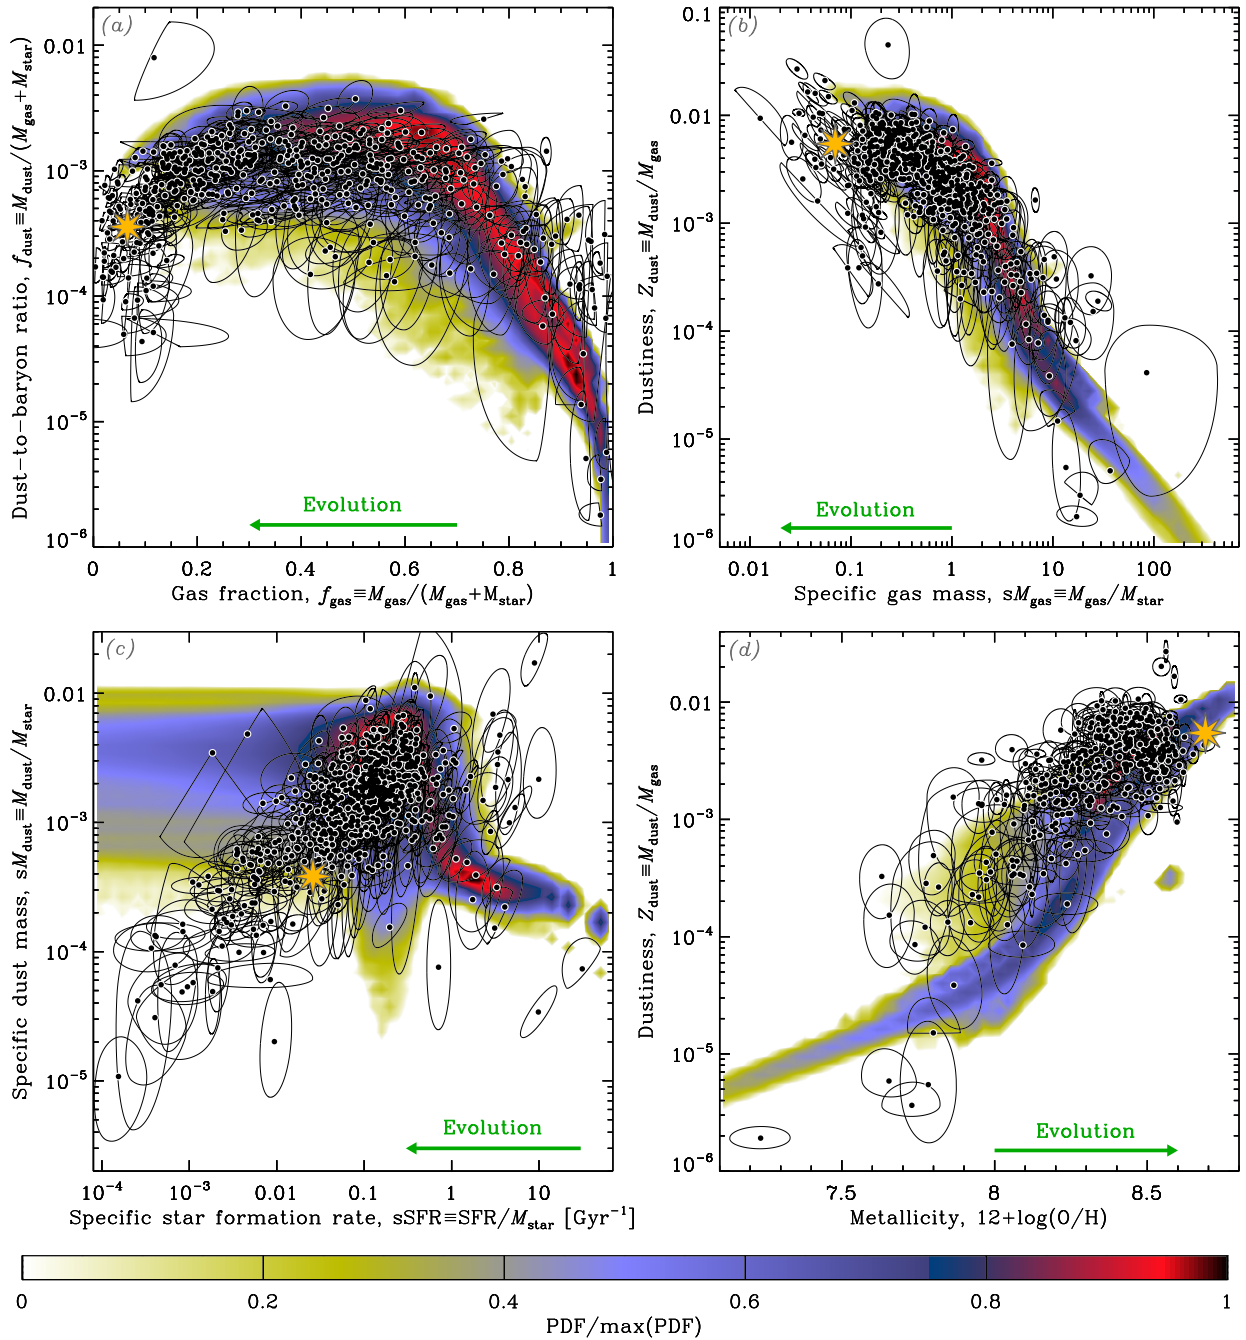 (a)
0.01
10⁻³
10⁻⁴
10⁻⁵
10⁻⁶
Dust-to-baryon ratio, f_dust≡M_dust/(M_gas+M_star)
Evolution
0 0.2 0.4 0.6 0.8 1
Gas fraction, f_gas≡M_gas/(M_gas+M_star)
(b)
0.1
0.01
10⁻³
10⁻⁴
10⁻⁵
10⁻⁶
Dustiness, Z_dust≡M_dust/M_gas
Evolution
0.01 0.1 1 10 100
Specific gas mass, sM_gas≡M_gas/M_star
(c)
0.01
10⁻³
10⁻⁴
10⁻⁵
Specific dust mass, sM_dust≡M_dust/M_star
Evolution
10⁻⁴ 10⁻³ 0.01 0.1 1 10
Specific star formation rate, sSFR≡SFR/M_star [Gyr⁻¹]
(d)
0.01
10⁻³
10⁻⁴
10⁻⁵
10⁻⁶
Dustiness, Z_dust≡M_dust/M_gas
Evolution
7.5 8 8.5
Metallicity, 12+log(O/H)
0 0.2 0.4 0.6 0.8 1
PDF/max(PDF)